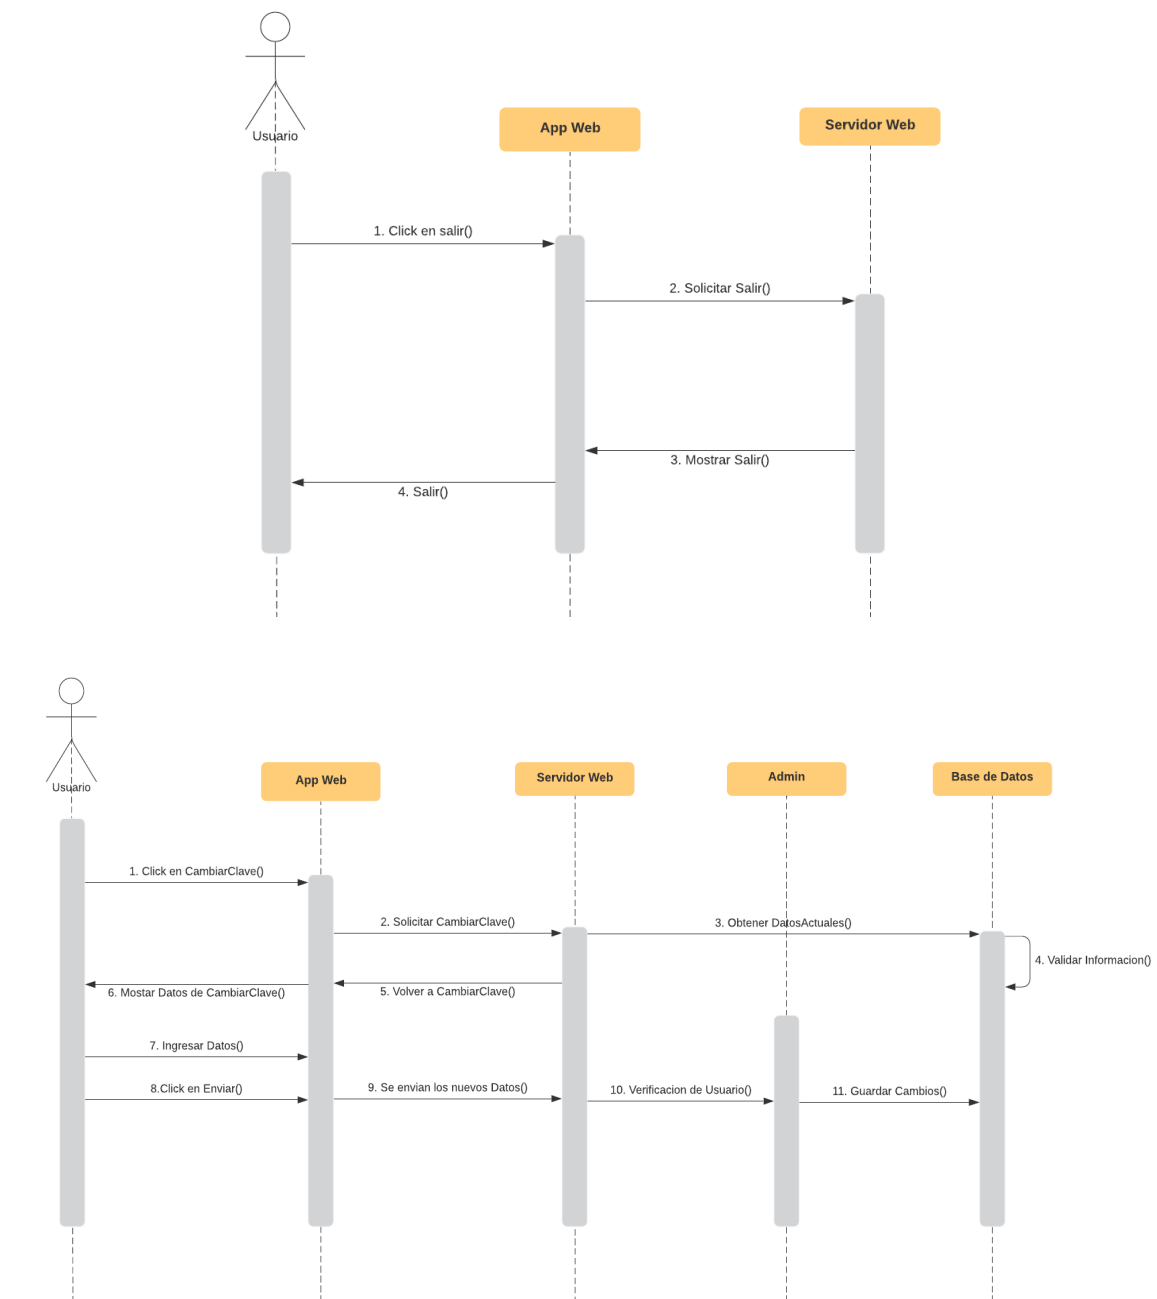 Usuario
App Web
Servidor Web
1. Click en salir()
2. Solicitar Salir()
3. Mostrar Salir()
4. Salir()
Usuario
App Web
Servidor Web
Admin
Base de Datos
1. Click en CambiarClave()
2. Solicitar CambiarClave()
3. Obtener DatosActuales()
4. Validar Informacion()
5. Volver a CambiarClave()
6. Mostar Datos de CambiarClave()
7. Ingresar Datos()
8.Click en Enviar()
9. Se envian los nuevos Datos()
10. Verificacion de Usuario()
11. Guardar Cambios()